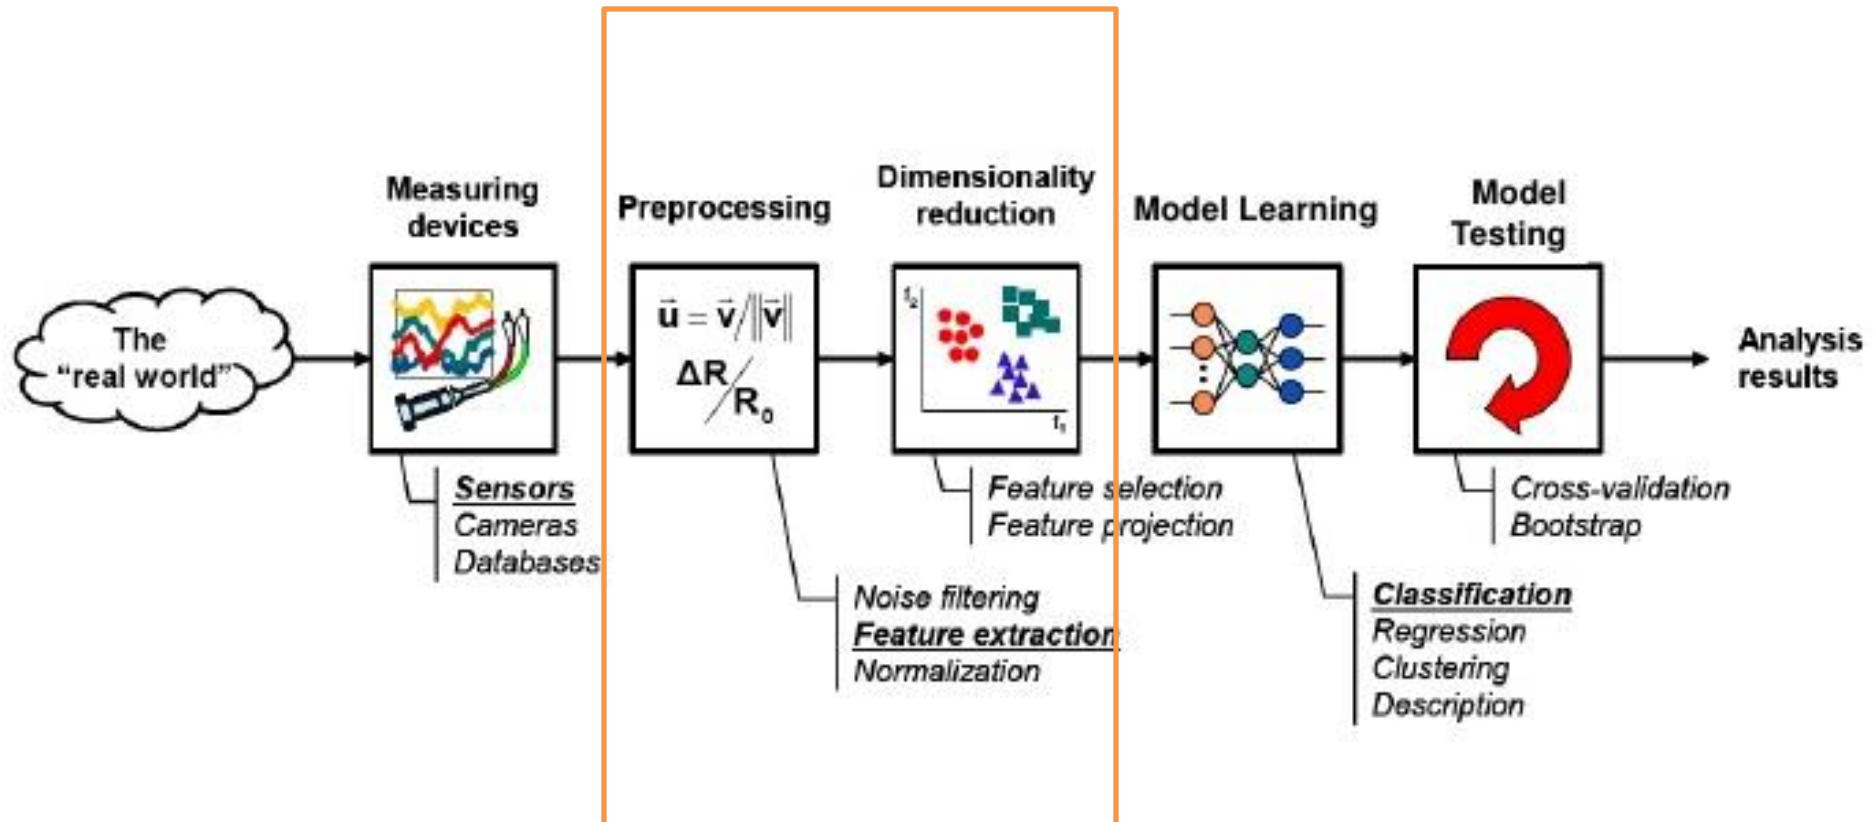 The
“real world”
Measuring
devices
Sensors
Cameras
Databases
Preprocessing
u⃗ = v⃗/‖v⃗‖
ΔR/R₀
Noise filtering
Feature extraction
Normalization
Dimensionality
reduction
f₂
f₁
Feature selection
Feature projection
Model Learning
Classification
Regression
Clustering
Description
Model
Testing
Cross-validation
Bootstrap
Analysis
results